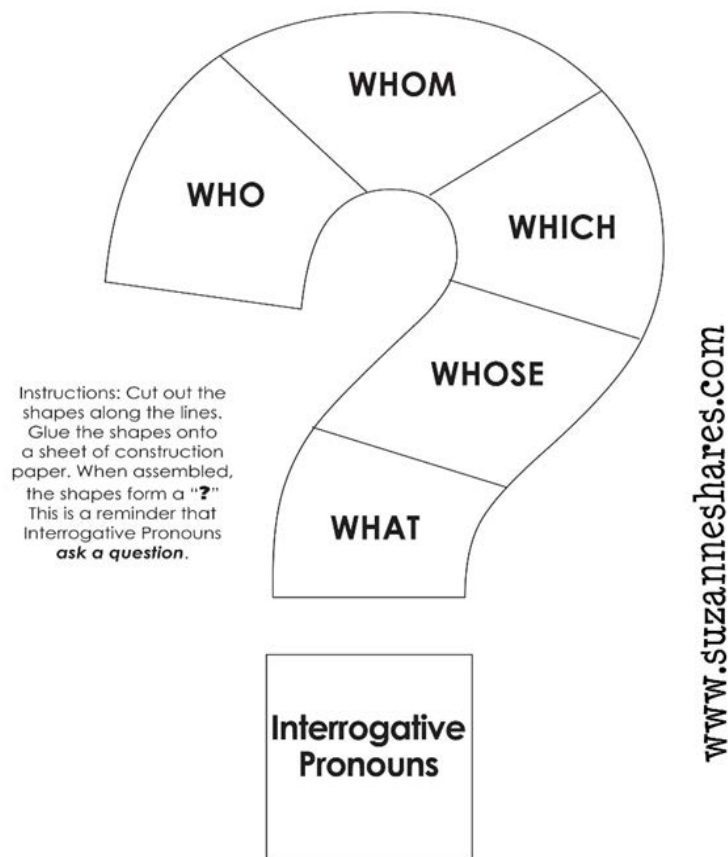 WHOM
WHO
WHICH
WHOSE
WHAT
Instructions: Cut out the
shapes along the lines.
Glue the shapes onto
a sheet of construction
paper. When assembled,
the shapes form a “?”
This is a reminder that
Interrogative Pronouns
ask a question.
Interrogative
Pronouns
www.suzanneshares.com